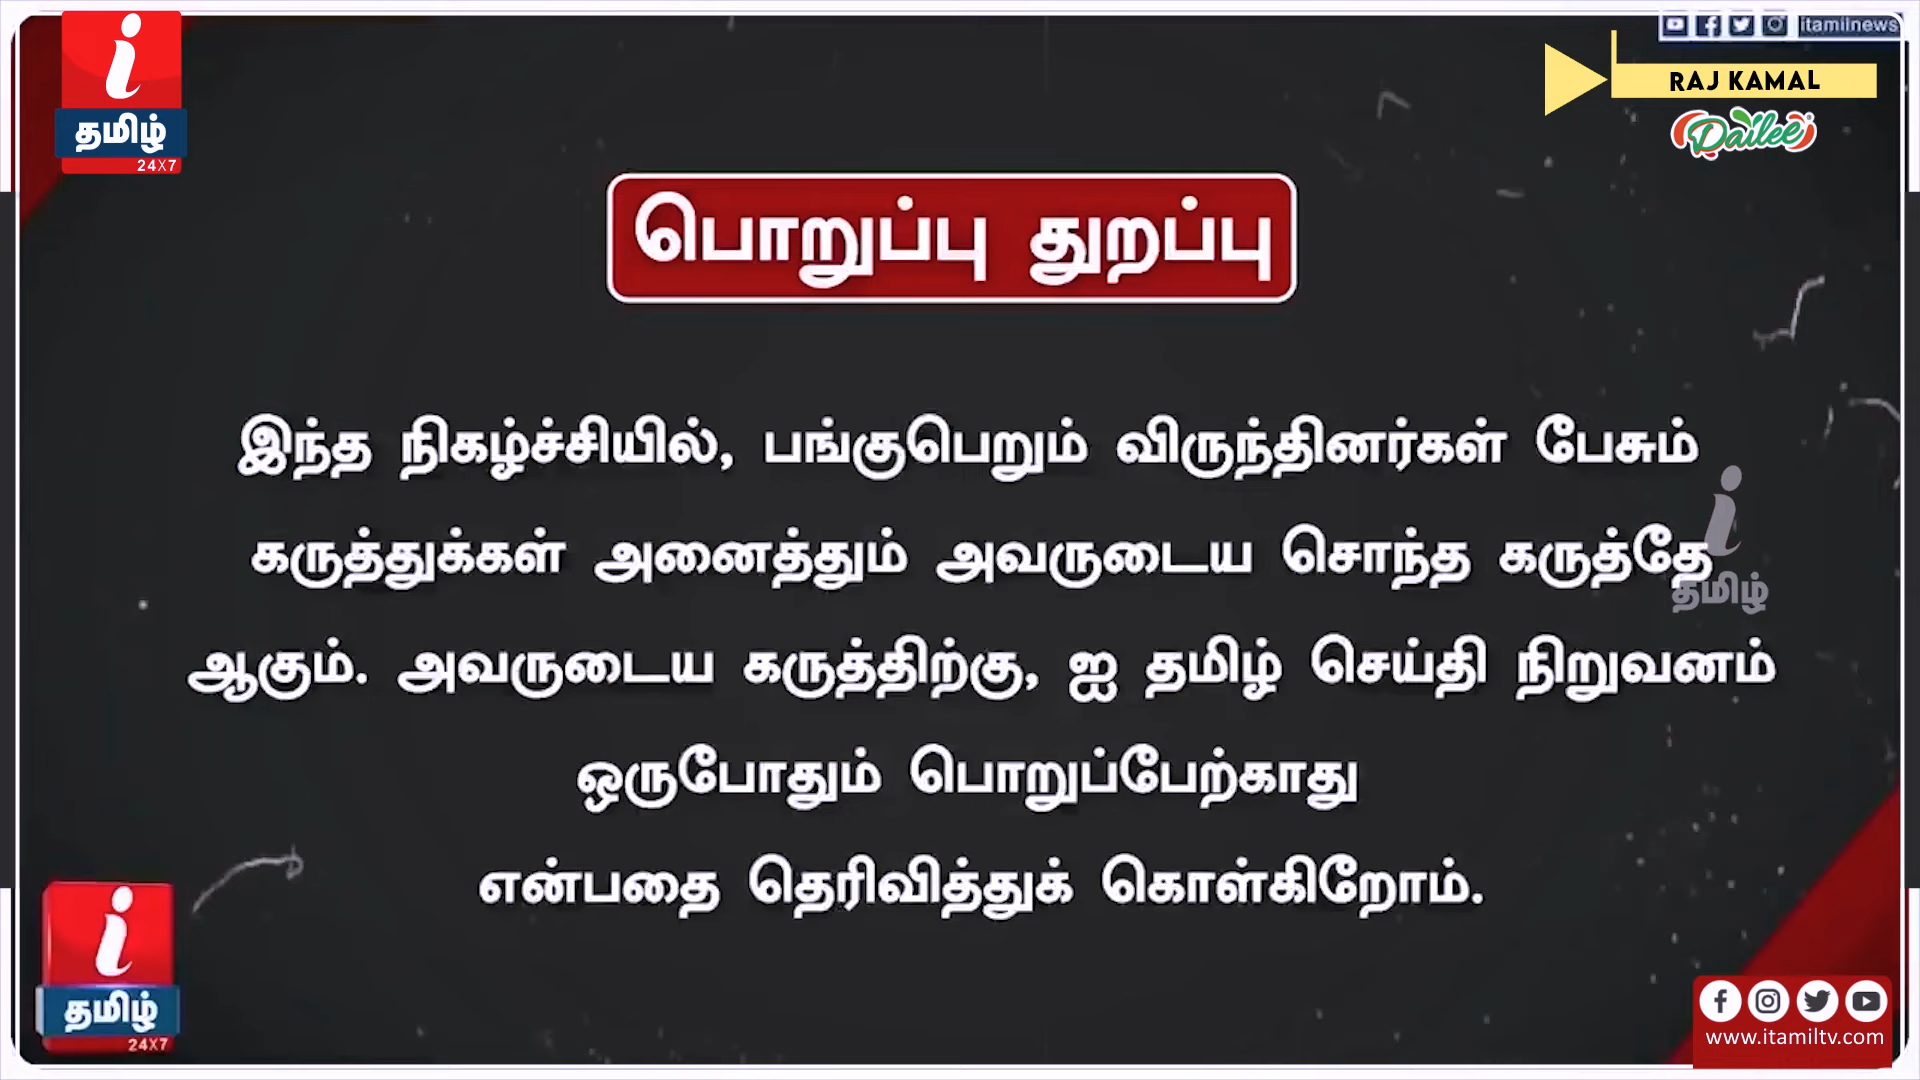 i
தமிழ்
24X7
itamilnews
RAJ KAMAL
Dailee
பொறுப்பு துறப்பு
இந்த நிகழ்ச்சியில், பங்குபெறும் விருந்தினர்கள் பேசும்
கருத்துக்கள் அனைத்தும் அவருடைய சொந்த கருத்தே
i
தமிழ்
ஆகும். அவருடைய கருத்திற்கு, ஐ தமிழ் செய்தி நிறுவனம்
ஒருபோதும் பொறுப்பேற்காது
என்பதை தெரிவித்துக் கொள்கிறோம்.
i
தமிழ்
24X7
www.itamiltv.com